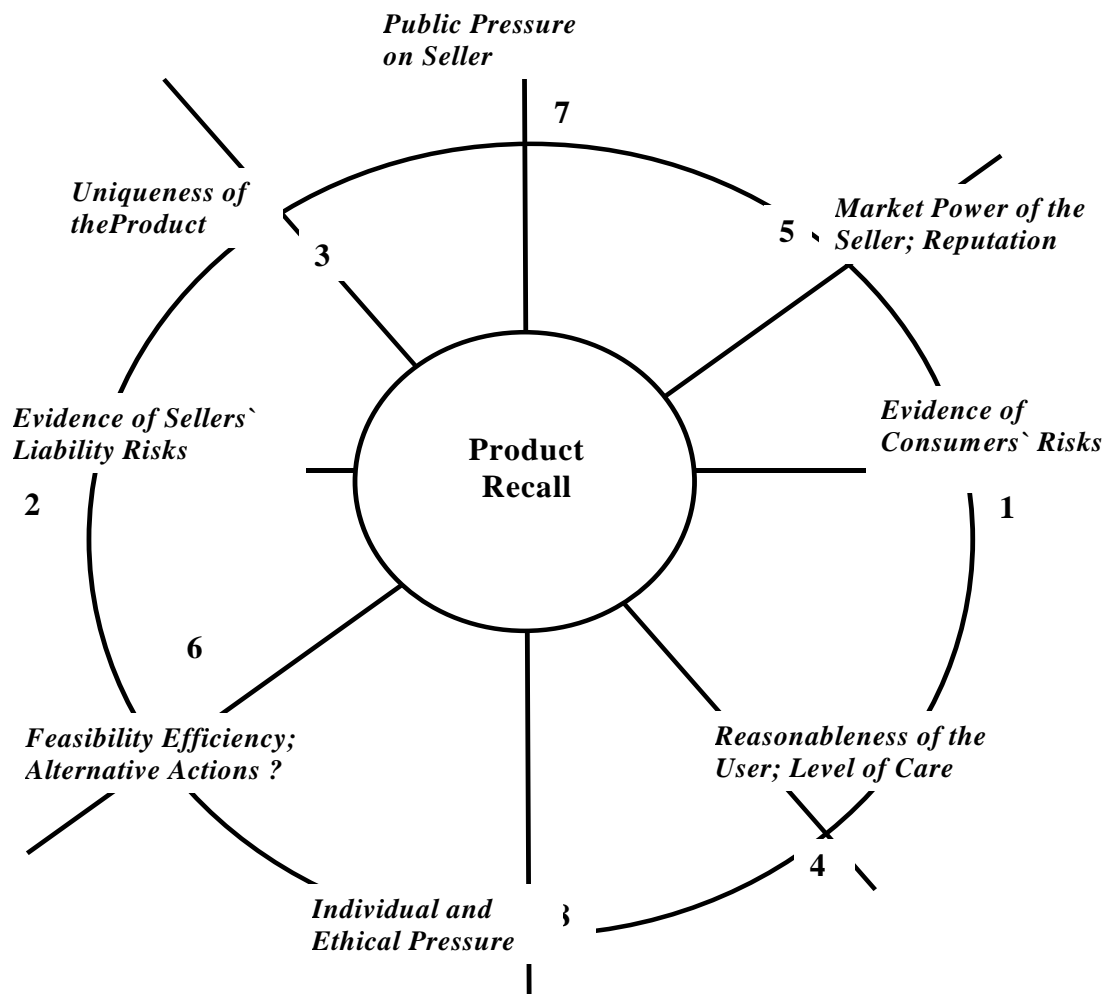 Public Pressure
on Seller
7
Uniqueness of
theProduct
3
5
Market Power of the
Seller; Reputation
Evidence of Sellers`
Liability Risks
2
Product
Recall
Evidence of
Consumers` Risks
1
6
Feasibility Efficiency;
Alternative Actions ?
Reasonableness of the
User; Level of Care
4
Individual and
Ethical Pressure